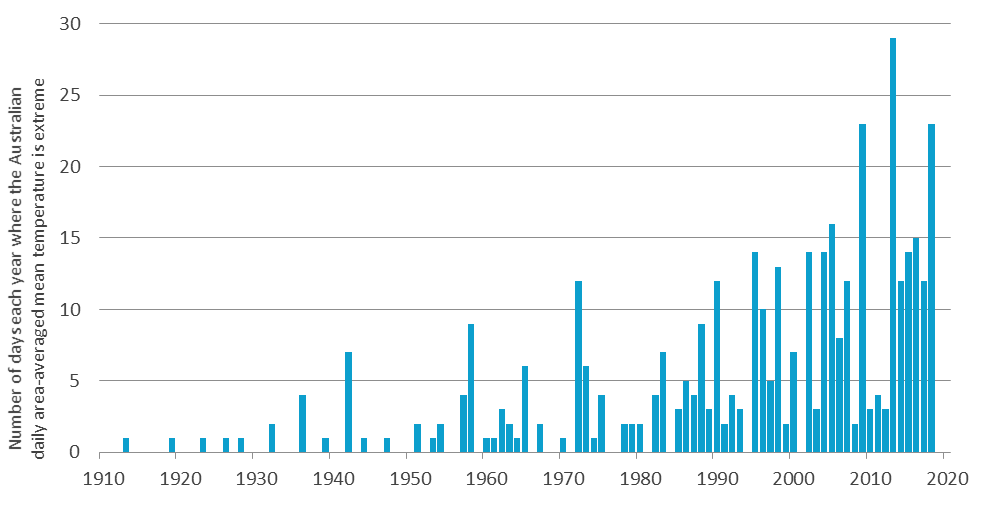 Number of days each year where the Australian
daily area-averaged mean temperature is extreme
30
25
20
15
10
5
0
1910 1920 1930 1940 1950 1960 1970 1980 1990 2000 2010 2020